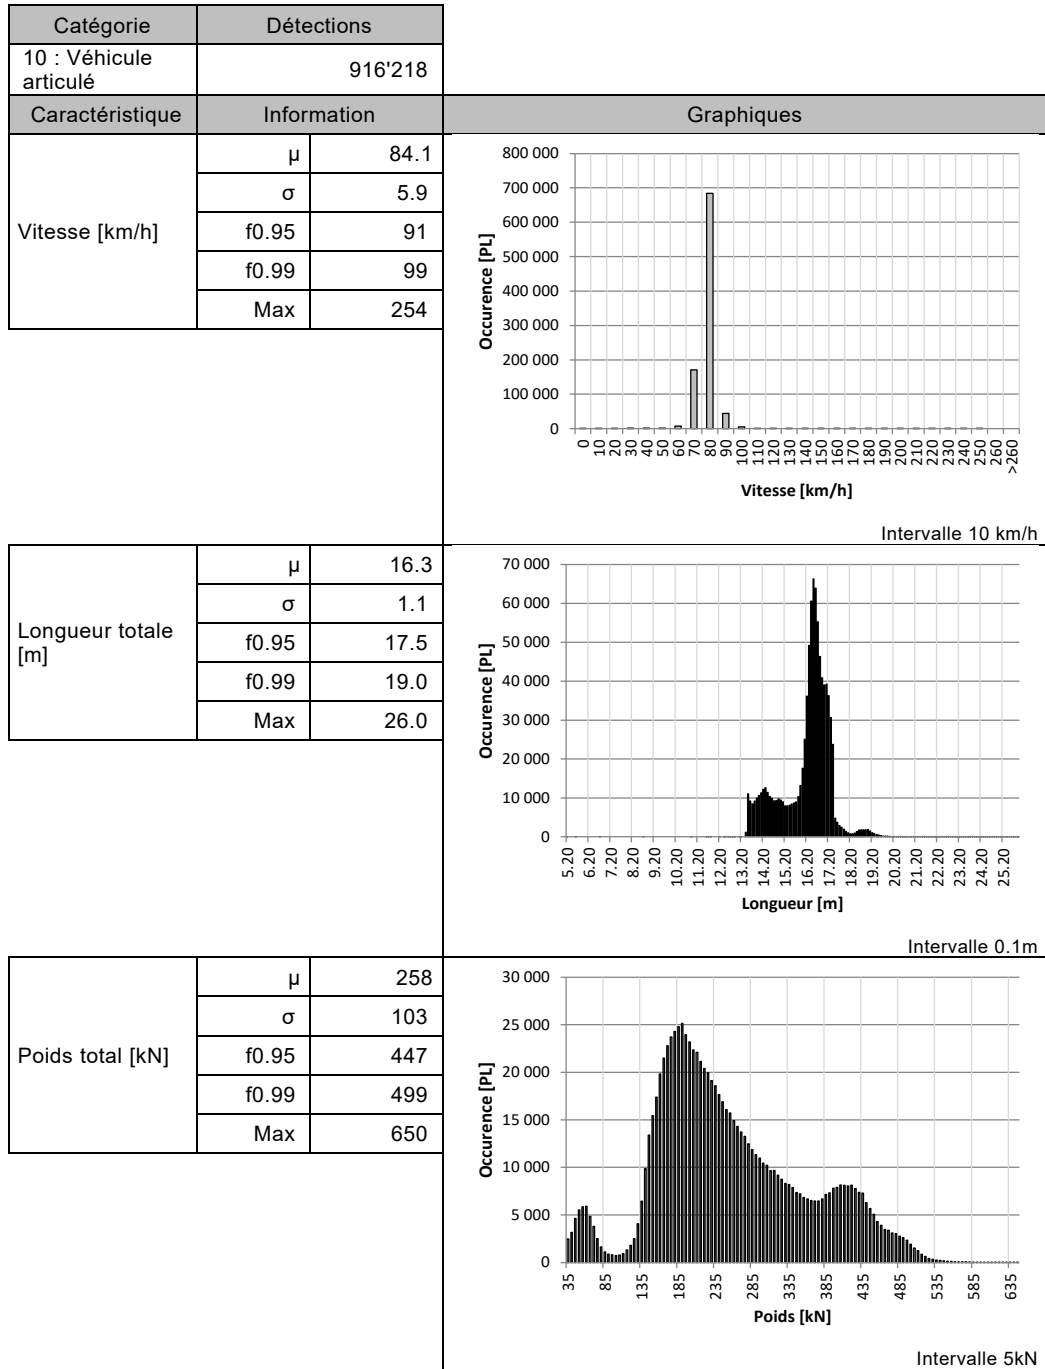 Catégorie Détections
10 : Véhicule
articulé
916'218
Caractéristique Information Graphiques
Vitesse [km/h]
µ 84.1
σ 5.9
f0.95 91
f0.99 99
Max 254
Occurence [PL]
800 000
700 000
600 000
500 000
400 000
300 000
200 000
100 000
0
0 10 20 30 40 50 60 70 80 90 100 110 120 130 140 150 160 170 180 190 200 210 220 230 240 250 260 >260
Vitesse [km/h]
Intervalle 10 km/h
Longueur totale
[m]
µ 16.3
σ 1.1
f0.95 17.5
f0.99 19.0
Max 26.0
Occurence [PL]
70 000
60 000
50 000
40 000
30 000
20 000
10 000
0
5.20 6.20 7.20 8.20 9.20 10.20 11.20 12.20 13.20 14.20 15.20 16.20 17.20 18.20 19.20 20.20 21.20 22.20 23.20 24.20 25.20
Longueur [m]
Intervalle 0.1m
Poids total [kN]
µ 258
σ 103
f0.95 447
f0.99 499
Max 650
Occurence [PL]
30 000
25 000
20 000
15 000
10 000
5 000
0
35 85 135 185 235 285 335 385 435 485 535 585 635
Poids [kN]
Intervalle 5kN